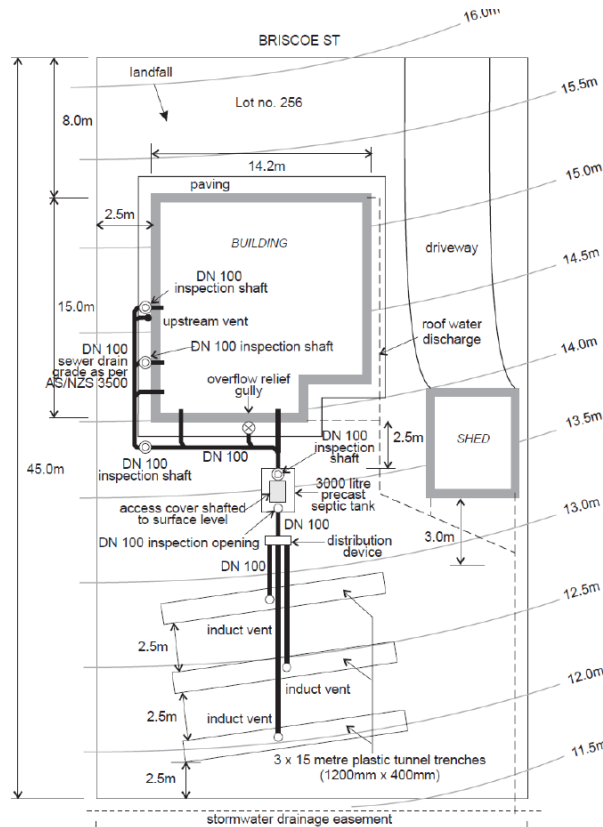 16.0m
BRISCOE ST
landfall
Lot no. 256
15.5m
8.0m
14.2m
15.0m
paving
2.5m
BUILDING
driveway
14.5m
DN 100
inspection shaft
15.0m
upstream vent
roof water
discharge
DN 100
sewer drain
grade as per
AS/NZS 3500
DN 100 inspection shaft
14.0m
overflow relief
gully
13.5m
DN 100
inspection shaft
2.5m
SHED
DN 100
DN 100
inspection shaft
45.0m
3000 litre
precast
septic tank
access cover shafted
to surface level
13.0m
DN 100
3.0m
DN 100 inspection opening
distribution
device
DN 100
12.5m
induct vent
2.5m
induct vent
12.0m
2.5m
induct vent
3 x 15 metre plastic tunnel trenches
(1200mm x 400mm)
11.5m
2.5m
stormwater drainage easement